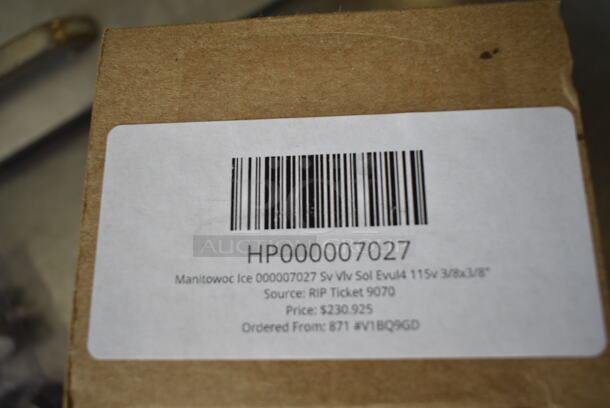 HP000007027
Manitowoc Ice 000007027 Sv Vlv Sol Evul4 115v 3/8x3/8"
Source: RIP Ticket 9070
Price: $230.925
Ordered From: 871 #V1BQ9GD